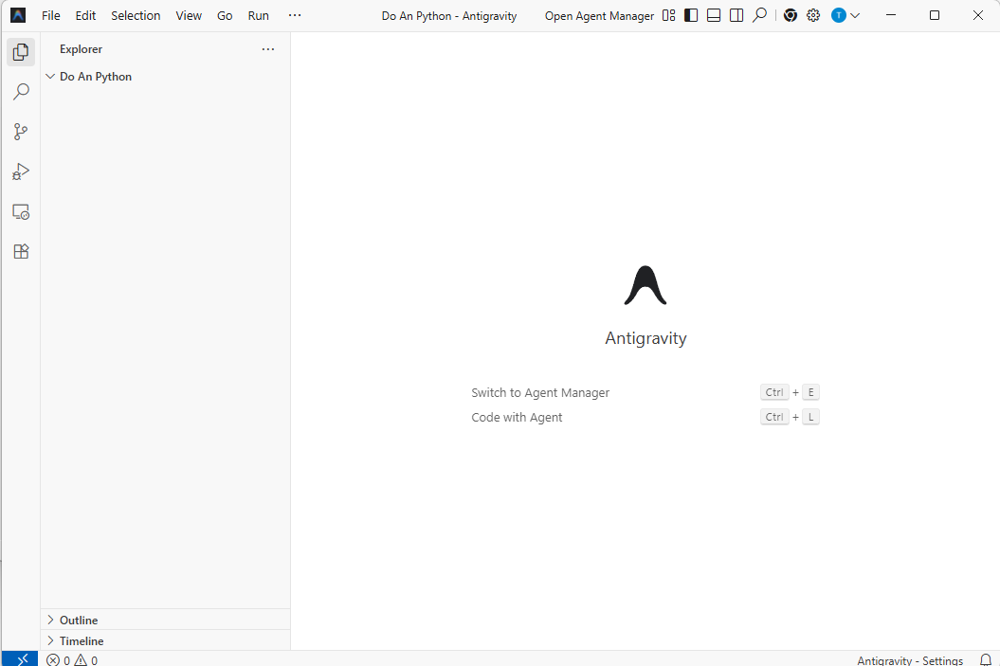 File Edit Selection View Go Run ··· Do An Python - Antigravity Open Agent Manager T
Explorer ···
Do An Python
Antigravity
Switch to Agent Manager Ctrl + E
Code with Agent Ctrl + L
Outline
Timeline
0 0 Antigravity - Settings